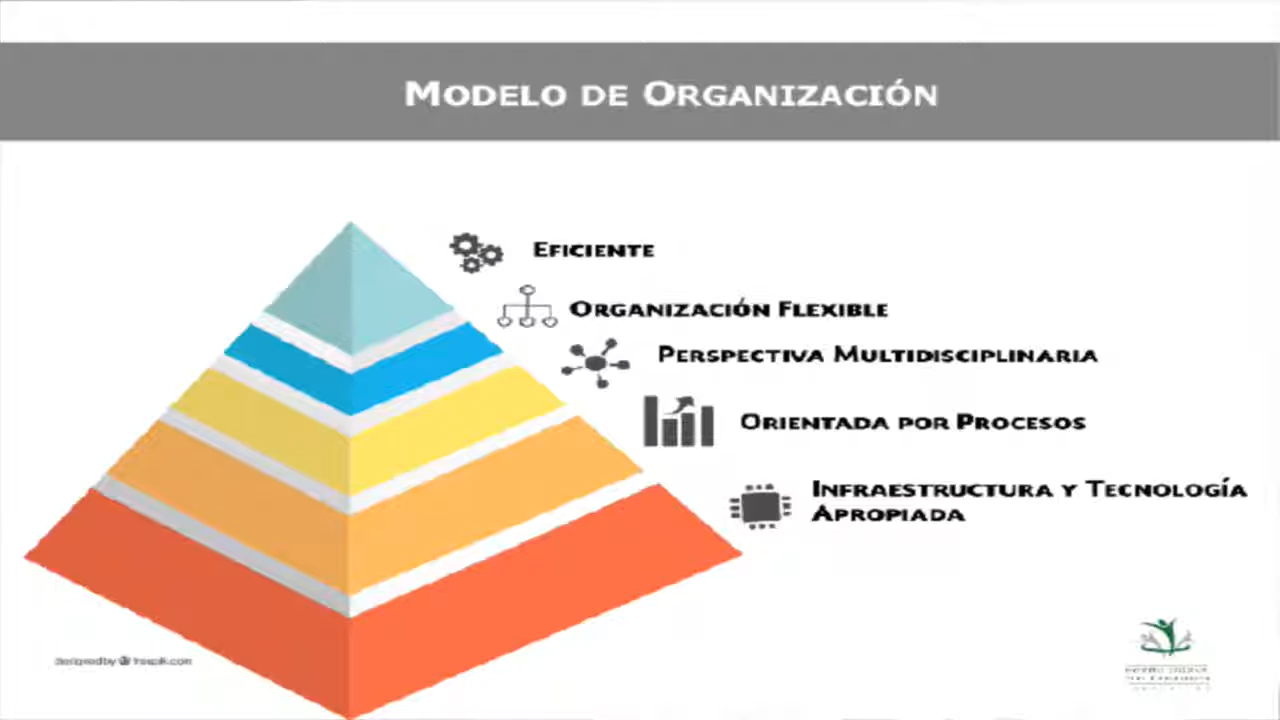 MODELO DE ORGANIZACIÓN
EFICIENTE
ORGANIZACIÓN FLEXIBLE
PERSPECTIVA MULTIDISCIPLINARIA
ORIENTADA POR PROCESOS
INFRAESTRUCTURA Y TECNOLOGÍA
APROPIADA
designed by freepik.com